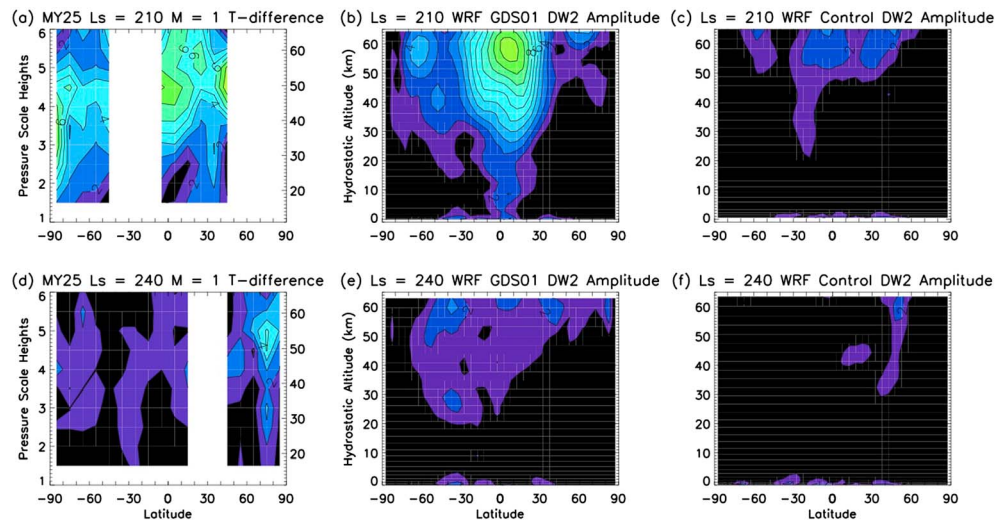 (a) MY25 Ls = 210 M = 1 T-difference
(b) Ls = 210 WRF GDS01 DW2 Amplitude
(c) Ls = 210 WRF Control DW2 Amplitude
Pressure Scale Heights
6
5
4
3
2
1
60
50
40
30
20
-90 -60 -30 0 30 60 90
Hydrostatic Altitude (km)
60
50
40
30
20
10
0
-90 -60 -30 0 30 60 90
60
50
40
30
20
10
0
-90 -60 -30 0 30 60 90
(d) MY25 Ls = 240 M = 1 T-difference
(e) Ls = 240 WRF GDS01 DW2 Amplitude
(f) Ls = 240 WRF Control DW2 Amplitude
Pressure Scale Heights
6
5
4
3
2
1
60
50
40
30
20
-90 -60 -30 0 30 60 90
Latitude
Hydrostatic Altitude (km)
60
50
40
30
20
10
0
-90 -60 -30 0 30 60 90
Latitude
60
50
40
30
20
10
0
-90 -60 -30 0 30 60 90
Latitude